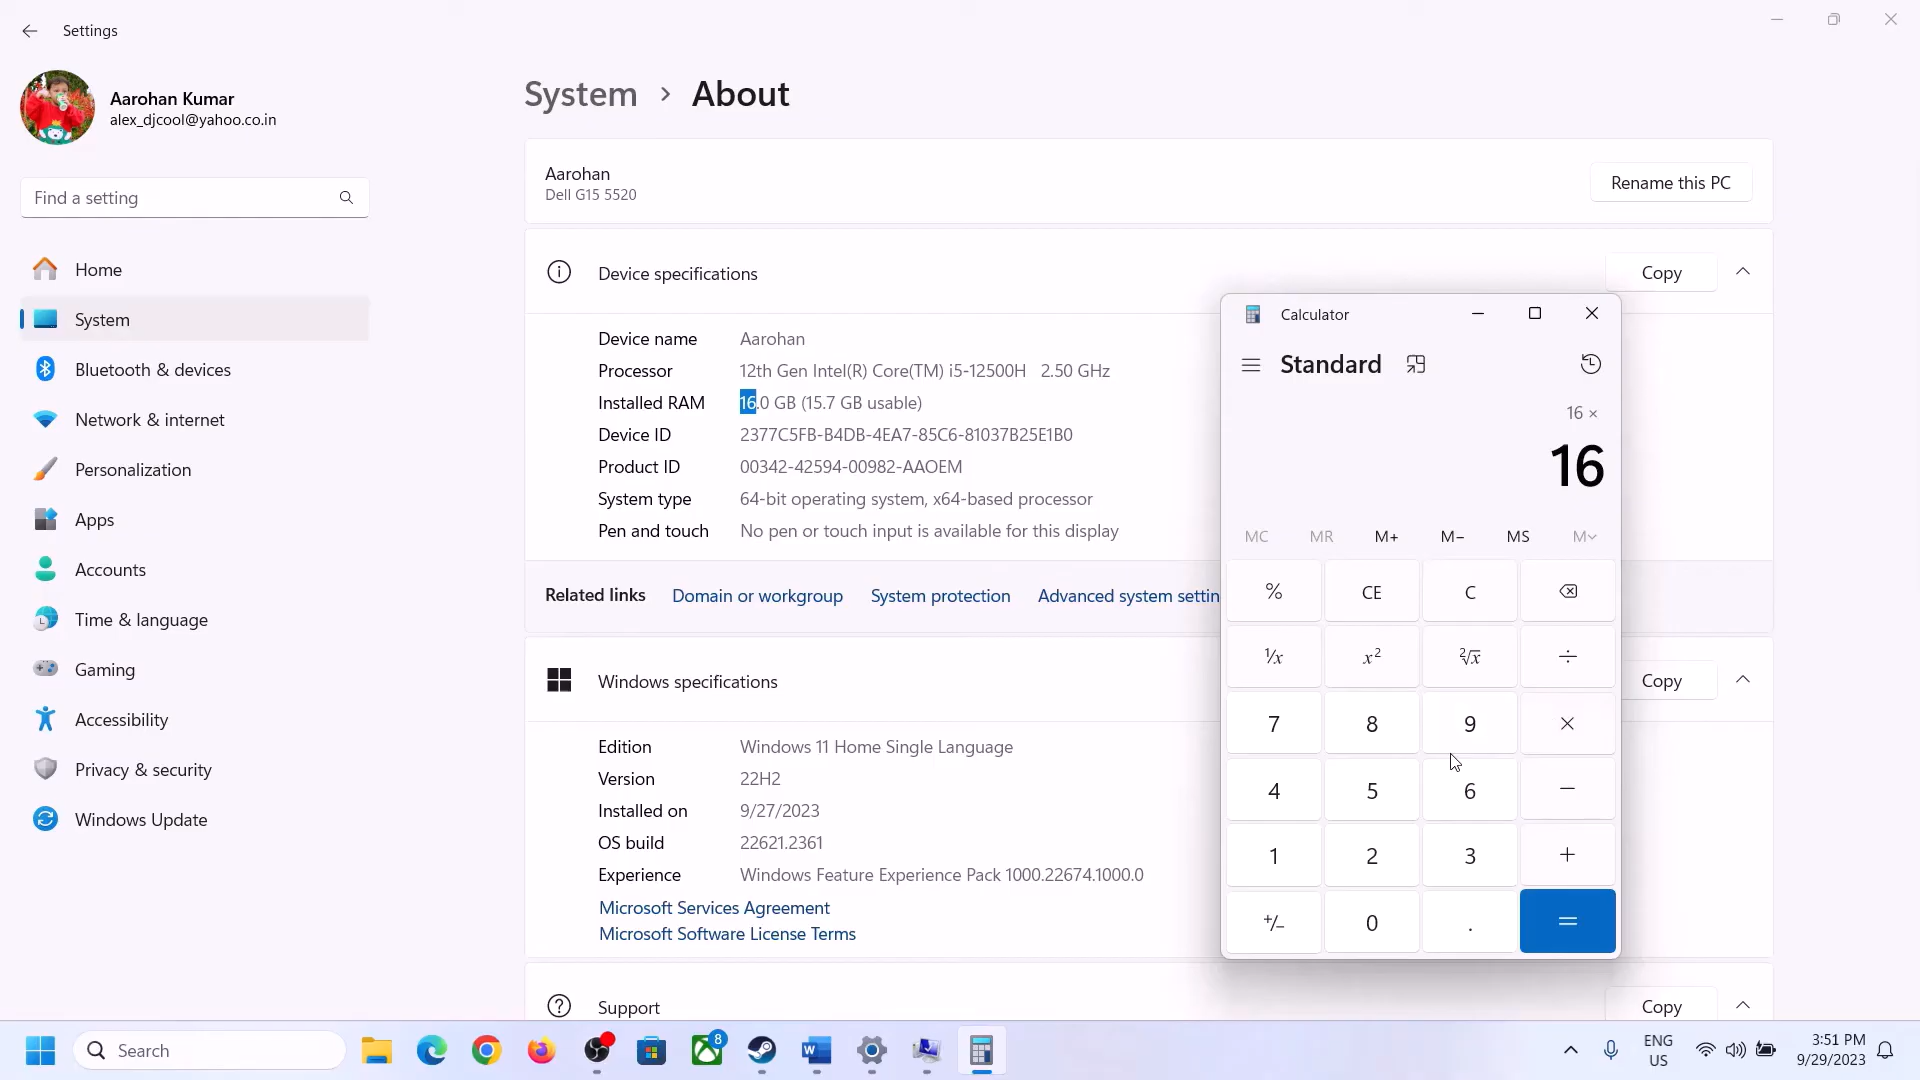 Settings
Aarohan Kumar
alex_djcool@yahoo.co.in
Find a setting
Home
System
Bluetooth & devices
Network & internet
Personalization
Apps
Accounts
Time & language
Gaming
Accessibility
Privacy & security
Windows Update
System > About
Aarohan
Dell G15 5520
Rename this PC
Device specifications
Copy
Device name Aarohan
Processor 12th Gen Intel(R) Core(TM) i5-12500H 2.50 GHz
Installed RAM 16.0 GB (15.7 GB usable)
Device ID 2377C5FB-B4DB-4EA7-85C6-81037B25E1B0
Product ID 00342-42594-00982-AAOEM
System type 64-bit operating system, x64-based processor
Pen and touch No pen or touch input is available for this display
Related links Domain or workgroup System protection Advanced system settin
Windows specifications
Copy
Edition Windows 11 Home Single Language
Version 22H2
Installed on 9/27/2023
OS build 22621.2361
Experience Windows Feature Experience Pack 1000.22674.1000.0
Microsoft Services Agreement
Microsoft Software License Terms
Support
Copy
Calculator
Standard
16 ×
16
MC MR M+ M− MS M
% CE C
¹⁄x x² ²√x ÷
7 8 9 ×
4 5 6 −
1 2 3 +
+/− 0 . =
Search
8
ENG
US
3:51 PM
9/29/2023